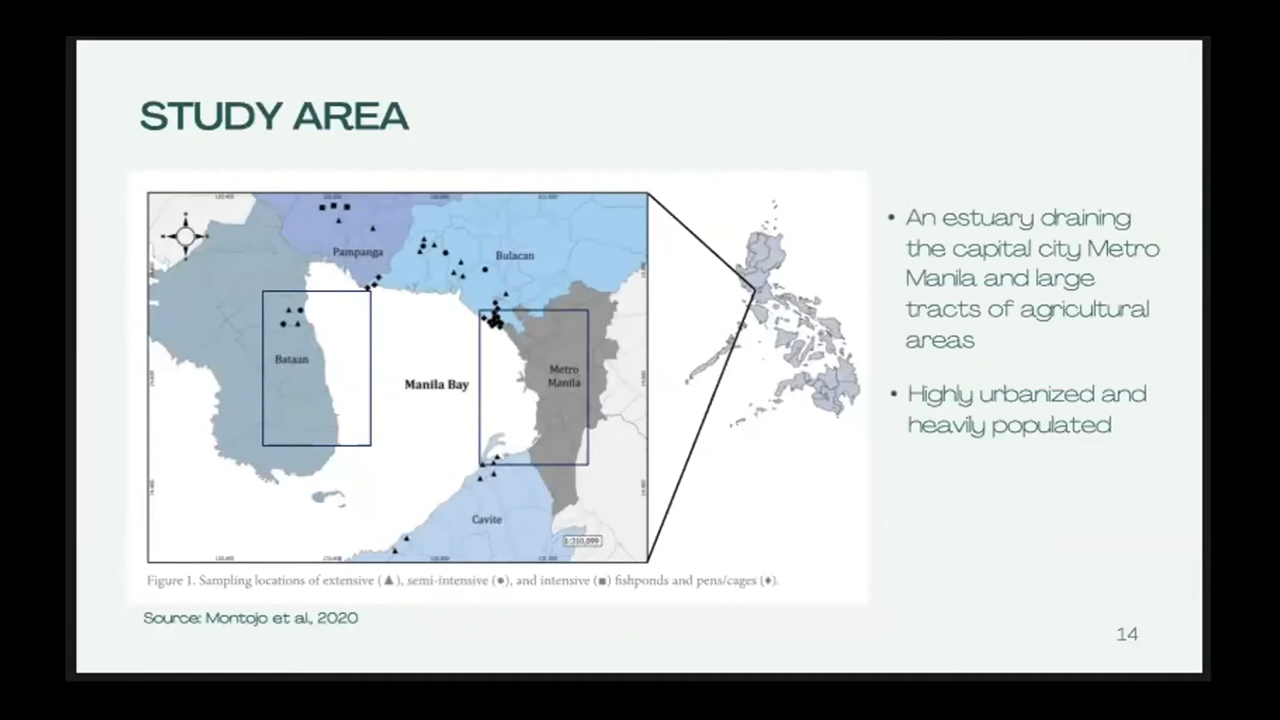 STUDY AREA
Pampanga
Bulacan
Bataan
Manila Bay
Metro
Manila
Cavite
1:310,099
Figure 1. Sampling locations of extensive (▲), semi-intensive (●), and intensive (■) fishponds and pens/cages (♦).
Source: Montojo et al., 2020
• An estuary draining
the capital city Metro
Manila and large
tracts of agricultural
areas
• Highly urbanized and
heavily populated
14